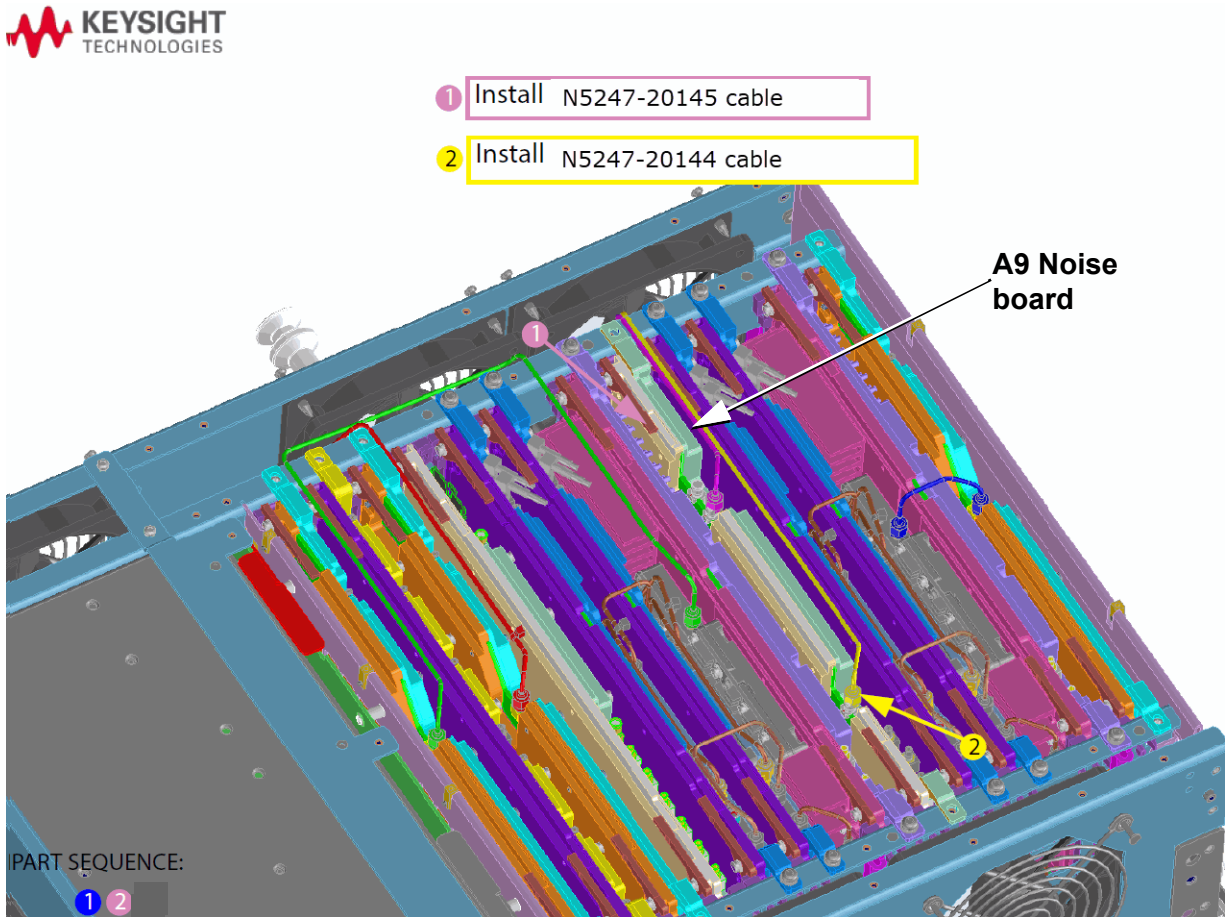 KEYSIGHT
TECHNOLOGIES
1 Install N5247-20145 cable
2 Install N5247-20144 cable
A9 Noise
board
1
2
IPART SEQUENCE:
1 2